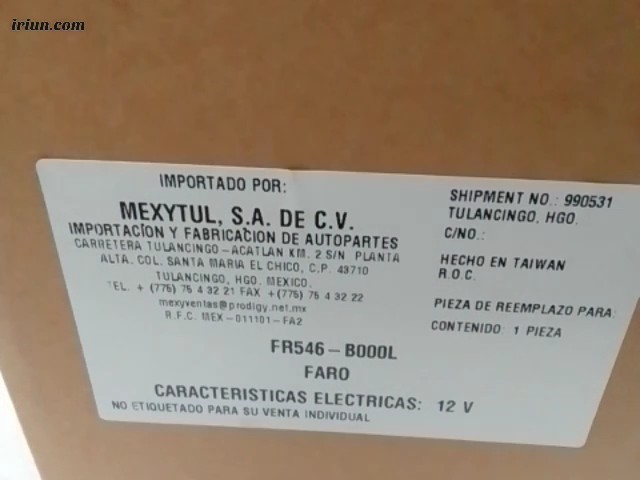 iriun.com
IMPORTADO POR:
MEXYTUL, S.A. DE C.V.
IMPORTACION Y FABRICACION DE AUTOPARTES
CARRETERA TULANCINGO - ACATLAN KM. 2 S/N PLANTA
ALTA. COL. SANTA MARIA EL CHICO, C.P. 43710
TULANCINGO, HGO. MEXICO.
TEL. + (775) 75 4 32 21 FAX +(775) 75 4 32 22
mexyventas@prodigy.net.mx
R.F.C. MEX-011101-FA2
SHIPMENT NO.: 990531
TULANCINGO, HGO.
C/NO.:
HECHO EN TAIWAN
R.O.C.
PIEZA DE REEMPLAZO PARA:
CONTENIDO: 1 PIEZA
FR546-B000L
FARO
CARACTERISTICAS ELECTRICAS: 12 V
NO ETIQUETADO PARA SU VENTA INDIVIDUAL